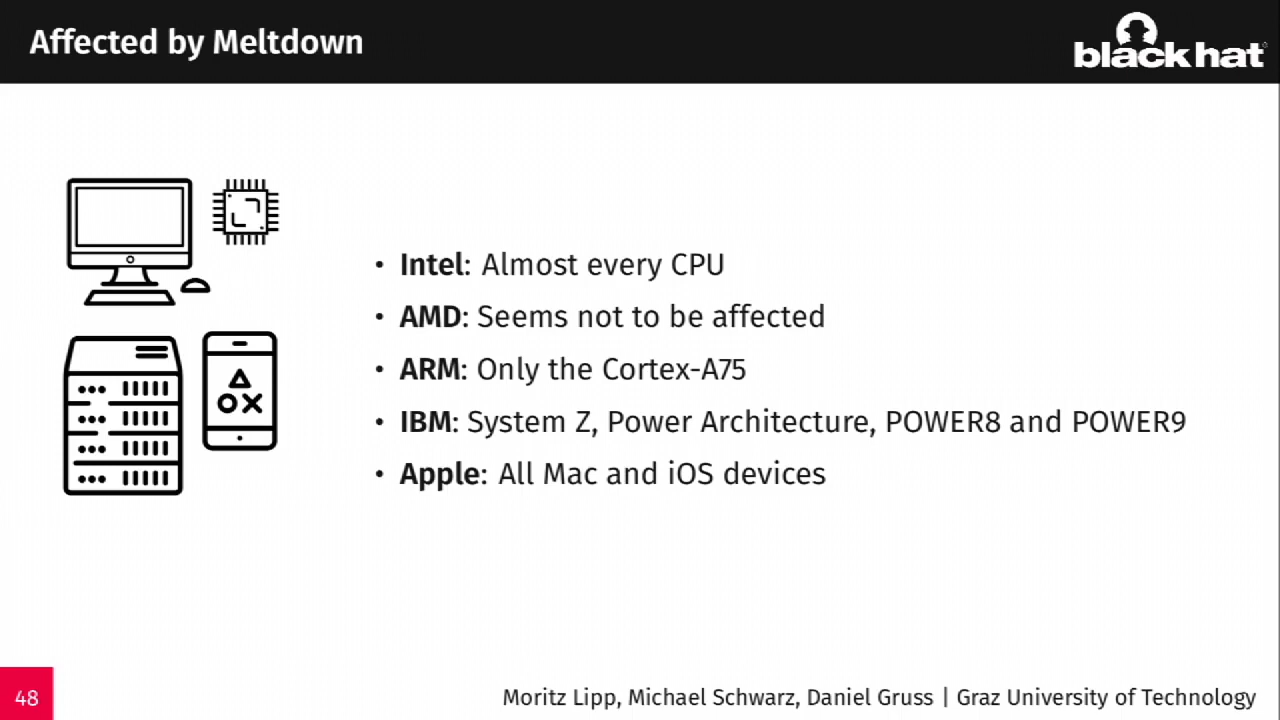 Affected by Meltdown
black hat
• Intel: Almost every CPU
• AMD: Seems not to be affected
• ARM: Only the Cortex-A75
• IBM: System Z, Power Architecture, POWER8 and POWER9
• Apple: All Mac and iOS devices
48
Moritz Lipp, Michael Schwarz, Daniel Gruss | Graz University of Technology